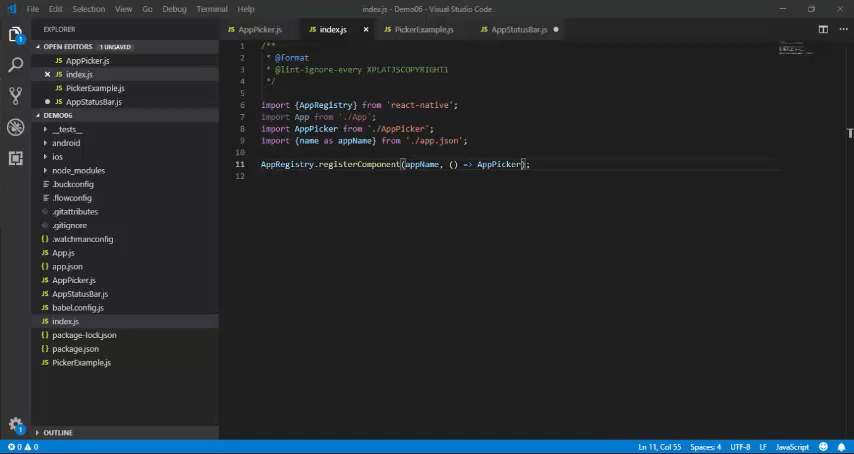 File Edit Selection View Go Debug Terminal Help
index.js - Demo06 - Visual Studio Code
EXPLORER
AppPicker.js
index.js
PickerExample.js
AppStatusBar.js
OPEN EDITORS 1 UNSAVED
AppPicker.js
index.js
PickerExample.js
AppStatusBar.js
DEMO06
__tests__
android
ios
node_modules
.buckconfig
.flowconfig
.gitattributes
.gitignore
.watchmanconfig
App.js
app.json
AppPicker.js
AppStatusBar.js
babel.config.js
index.js
package-lock.json
package.json
PickerExample.js
OUTLINE
1 /**
2 * @format
3 * @lint-ignore-every XPLATJSCOPYRIGHT1
4 */
5
6 import {AppRegistry} from 'react-native';
7 import App from './App';
8 import AppPicker from './AppPicker';
9 import {name as appName} from './app.json';
10
11 AppRegistry.registerComponent(appName, () => AppPicker);
12
1
1
0 0
Ln 11, Col 55 Spaces: 4 UTF-8 LF JavaScript